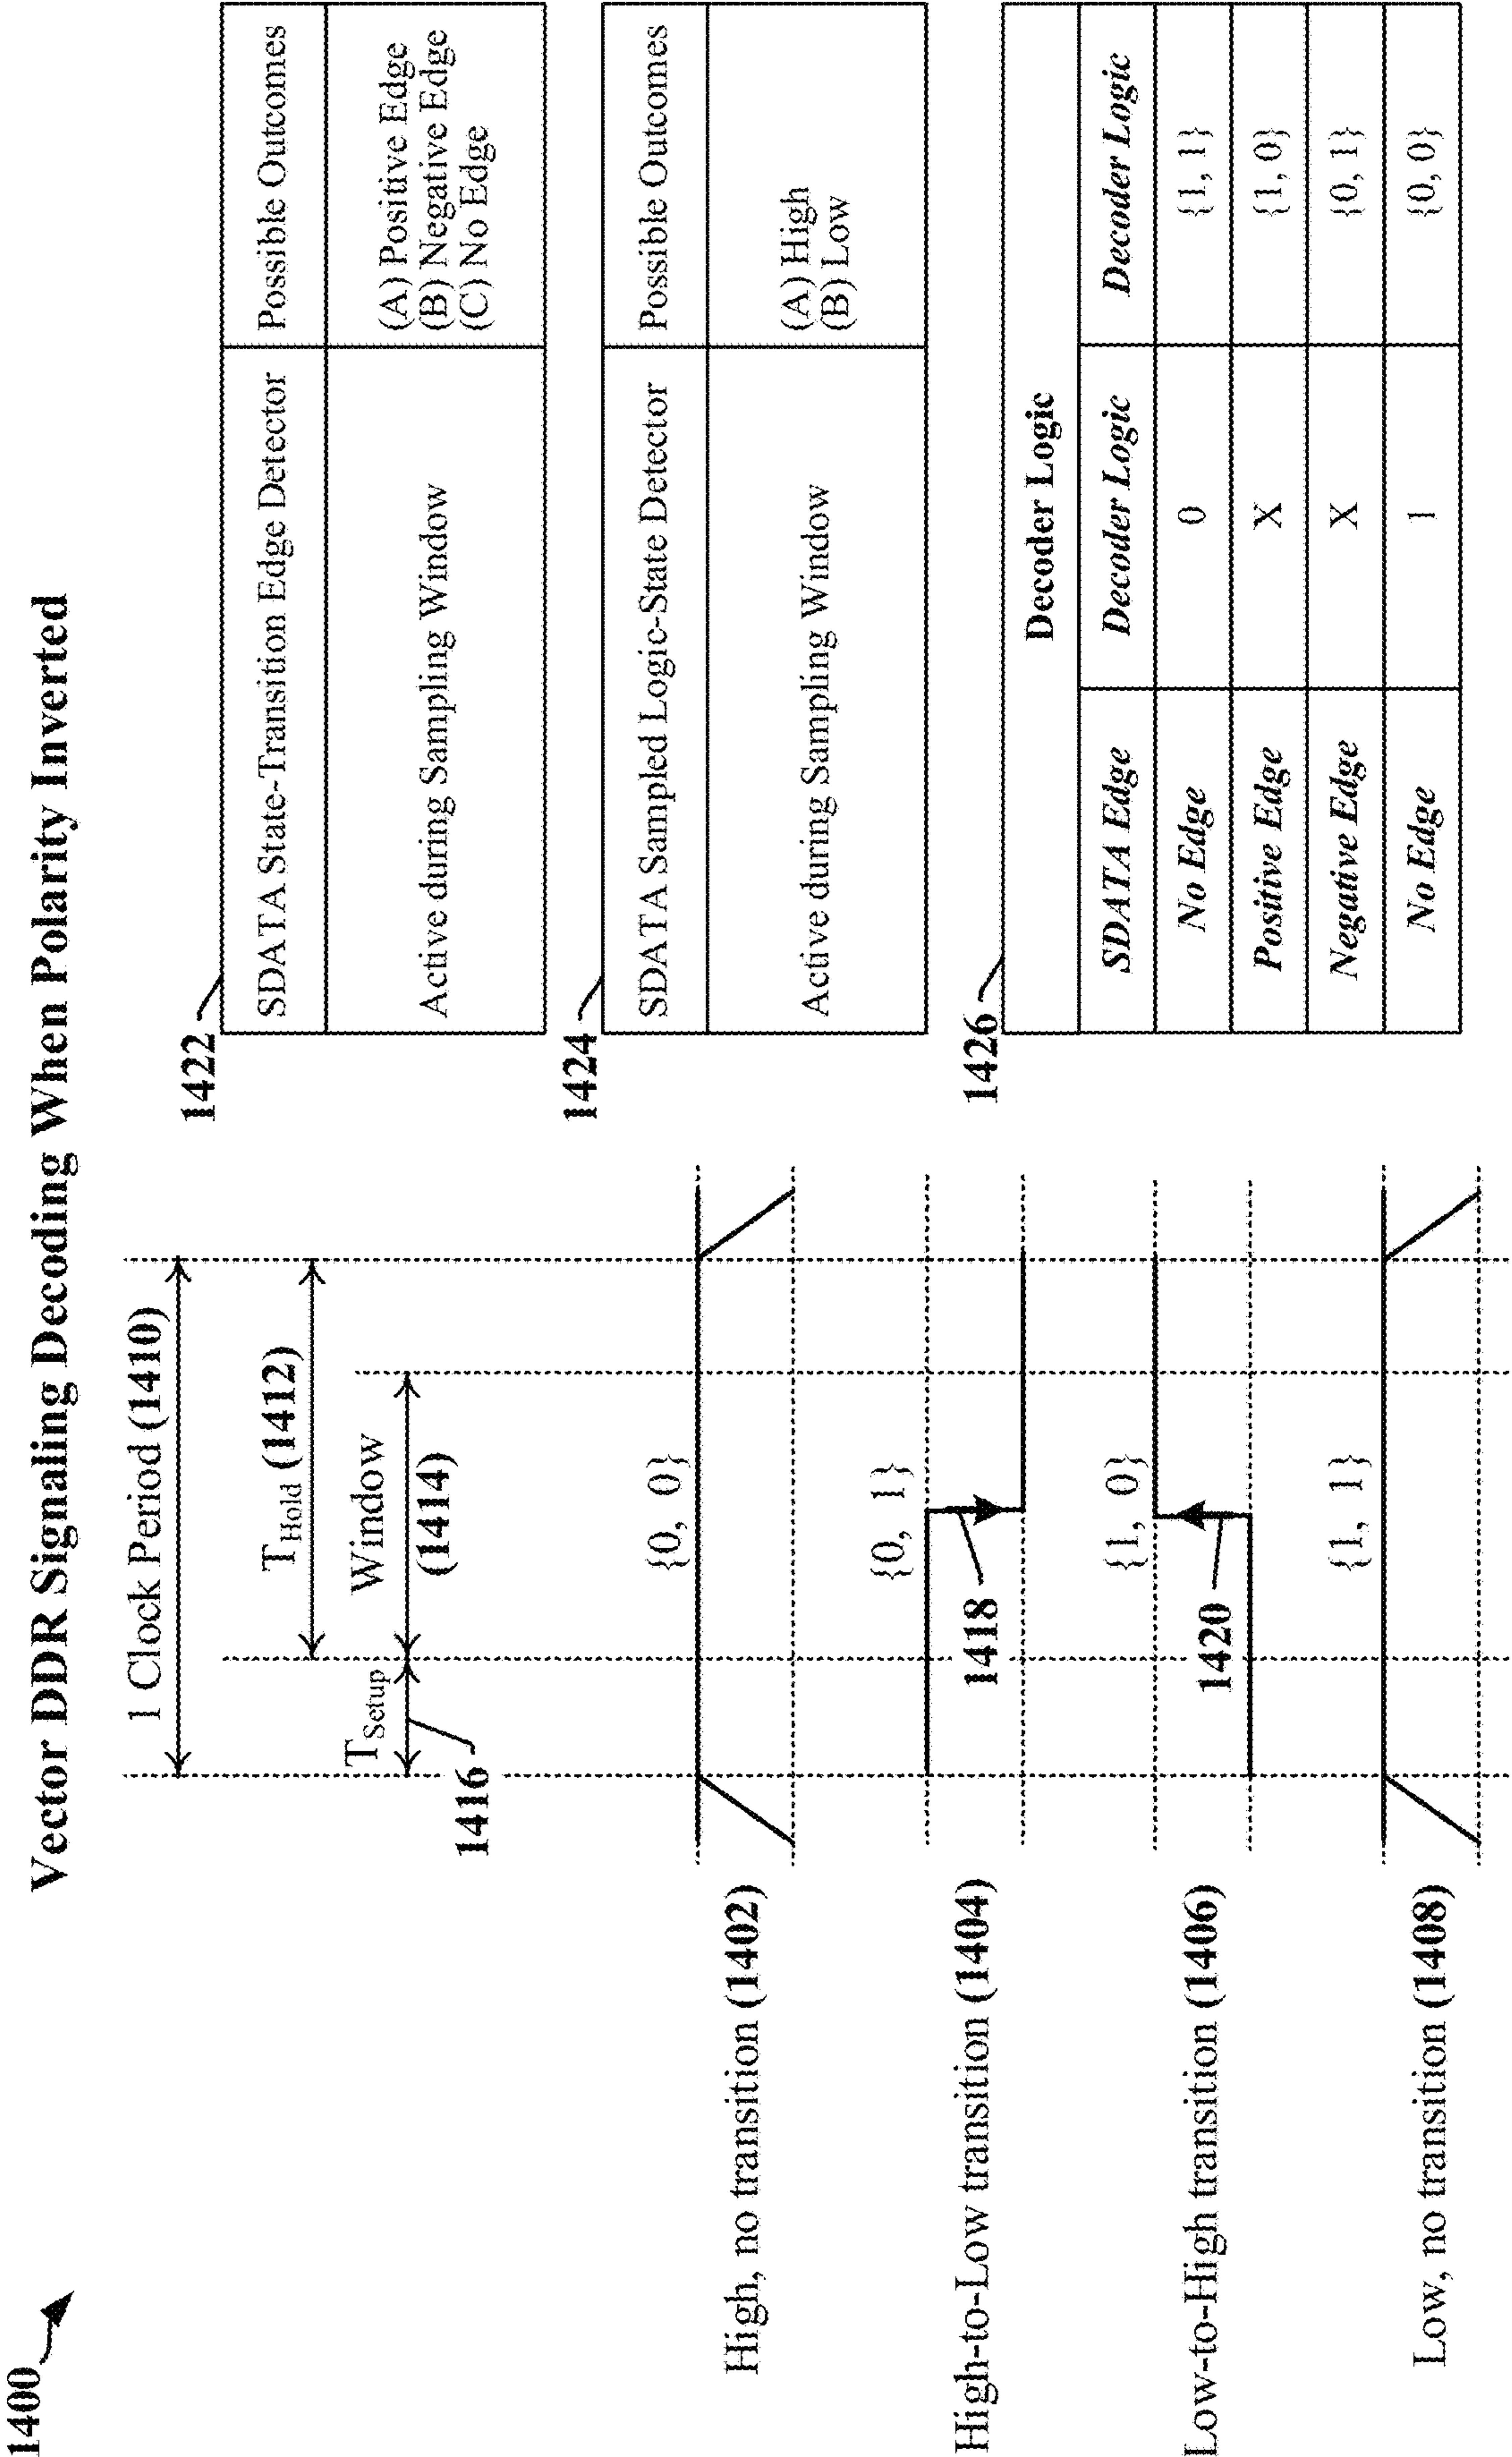 1400
Vector DDR Signaling Decoding When Polarity Inverted
1 Clock Period (1410)
THold (1412)
TSetup
Window
(1414)
1416
High, no transition (1402)
{0, 0}
High-to-Low transition (1404)
{0, 1}
1418
Low-to-High transition (1406)
{1, 0}
1420
Low, no transition (1408)
{1, 1}
1422
SDATA State-Transition Edge Detector
Possible Outcomes
Active during Sampling Window
(A) Positive Edge
(B) Negative Edge
(C) No Edge
1424
SDATA Sampled Logic-State Detector
Possible Outcomes
Active during Sampling Window
(A) High
(B) Low
1426
Decoder Logic
SDATA Edge Decoder Logic Decoder Logic
No Edge 0 {1, 1}
Positive Edge X {1, 0}
Negative Edge X {0, 1}
No Edge 1 {0, 0}